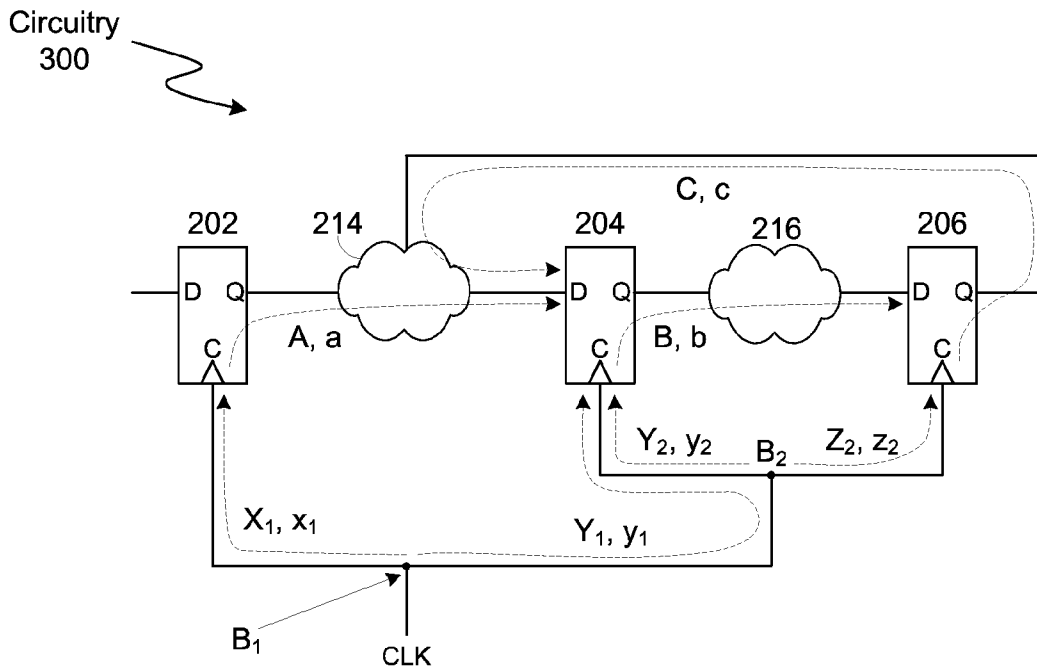 Circuitry
300
C, c
202
214
204
216
206
D
Q
D
Q
D
Q
A, a
B, b
C
C
C
Y₂, y₂
B₂
Z₂, z₂
X₁, x₁
Y₁, y₁
B₁
CLK